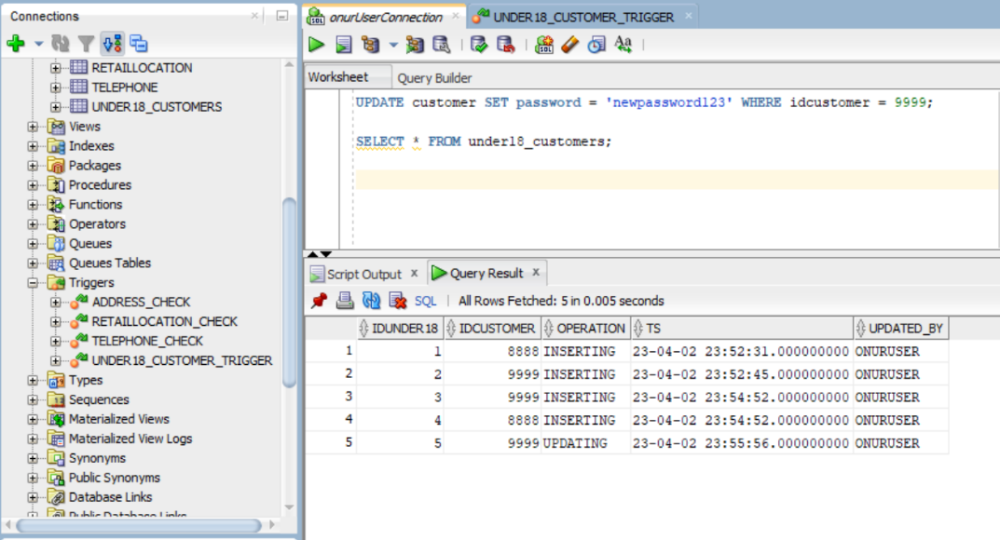 Connections
RETAILLOCATION
TELEPHONE
UNDER18_CUSTOMERS
Views
Indexes
Packages
Procedures
Functions
Operators
Queues
Queues Tables
Triggers
ADDRESS_CHECK
RETAILLOCATION_CHECK
TELEPHONE_CHECK
UNDER18_CUSTOMER_TRIGGER
Types
Sequences
Materialized Views
Materialized View Logs
Synonyms
Public Synonyms
Database Links
Public Database Links
SQL onurUserConnection UNDER18_CUSTOMER_TRIGGER
SQL Aa
Worksheet Query Builder
UPDATE customer SET password = 'newpassword123' WHERE idcustomer = 9999;
SELECT * FROM under18_customers;
Script Output x Query Result x
SQL | All Rows Fetched: 5 in 0.005 seconds
IDUNDER18 IDCUSTOMER OPERATION TS UPDATED_BY
1 1 8888 INSERTING 23-04-02 23:52:31.000000000 ONURUSER
2 2 9999 INSERTING 23-04-02 23:52:45.000000000 ONURUSER
3 3 9999 INSERTING 23-04-02 23:54:52.000000000 ONURUSER
4 4 8888 INSERTING 23-04-02 23:54:52.000000000 ONURUSER
5 5 9999 UPDATING 23-04-02 23:55:56.000000000 ONURUSER